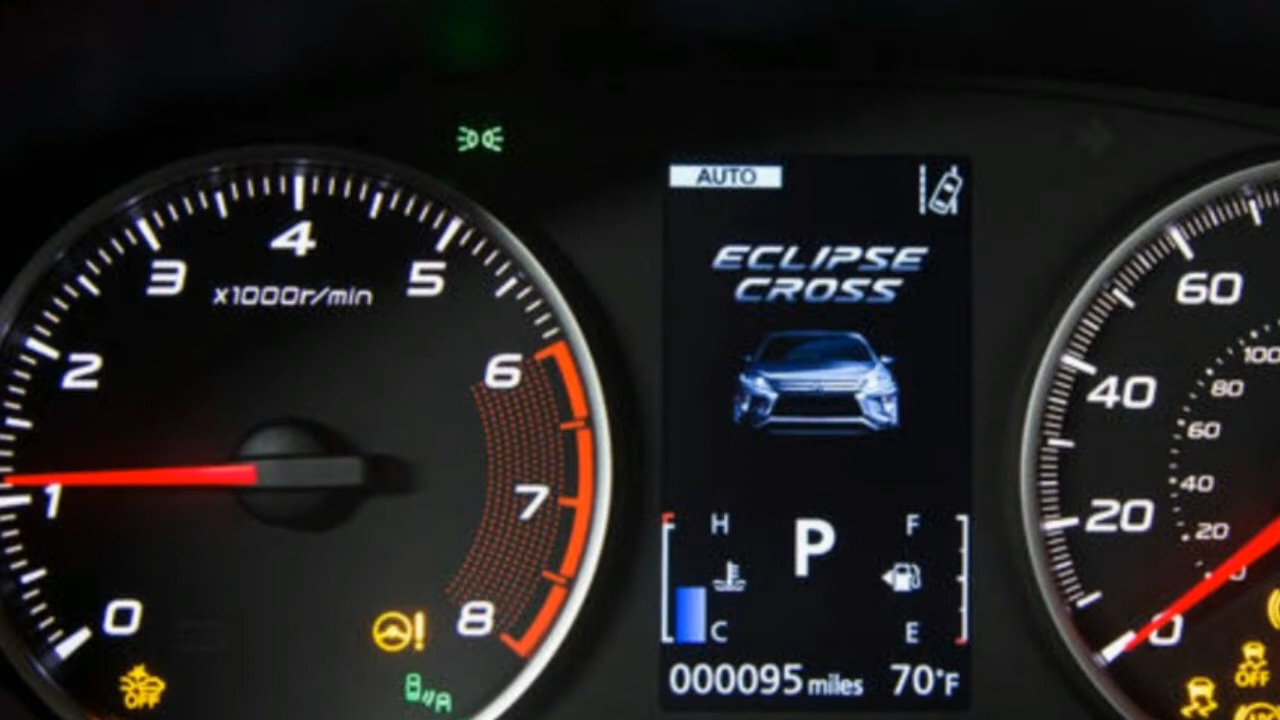 AUTO
ECLIPSE
CROSS
4
3
5
x1000r/min
2
6
1
7
0
8
OFF
A
H
P
F
C
E
000095 miles
70°F
60
100
80
40
60
40
20
20
0
OFF